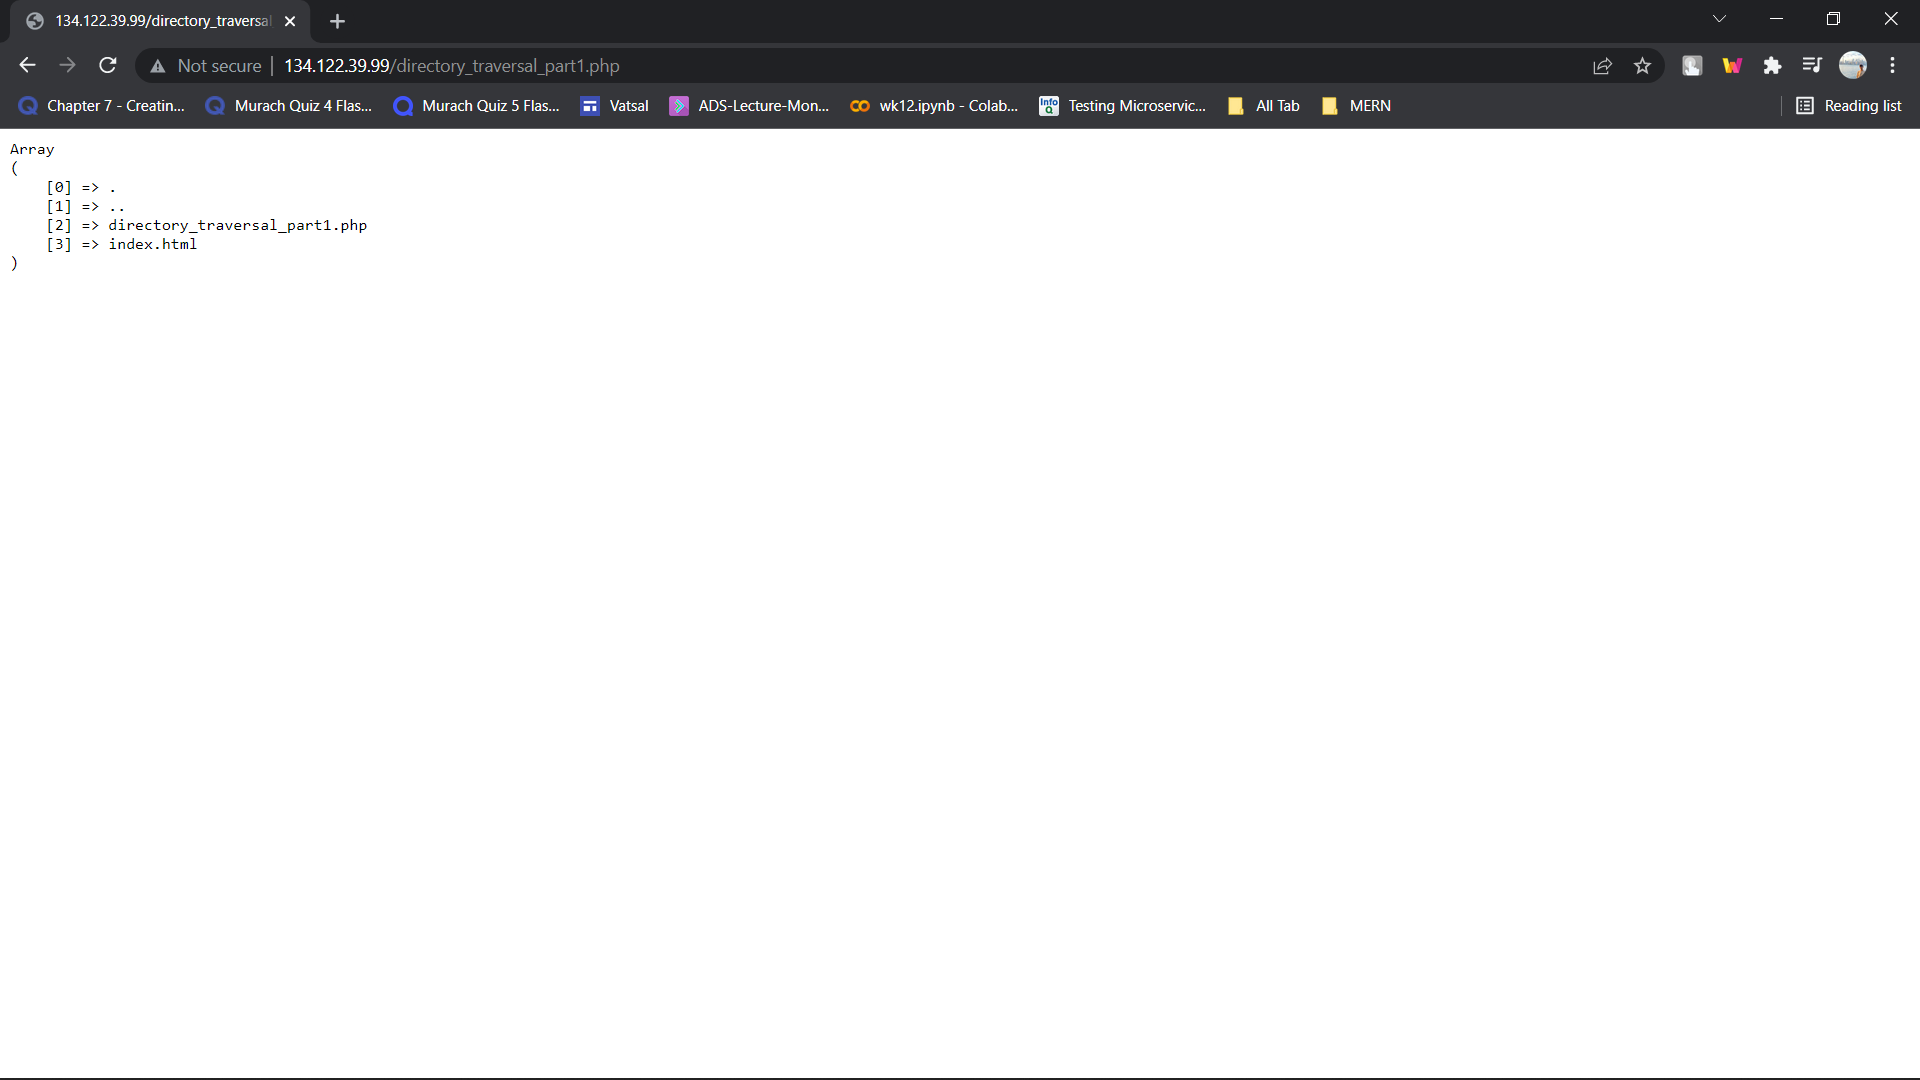 134.122.39.99/directory_traversal
Not secure | 134.122.39.99/directory_traversal_part1.php
Chapter 7 - Creatin... Murach Quiz 4 Flas... Murach Quiz 5 Flas... Vatsal ADS-Lecture-Mon... wk12.ipynb - Colab... Info Q Testing Microservic... All Tab MERN Reading list
Array
(
    [0] => .
    [1] => ..
    [2] => directory_traversal_part1.php
    [3] => index.html
)